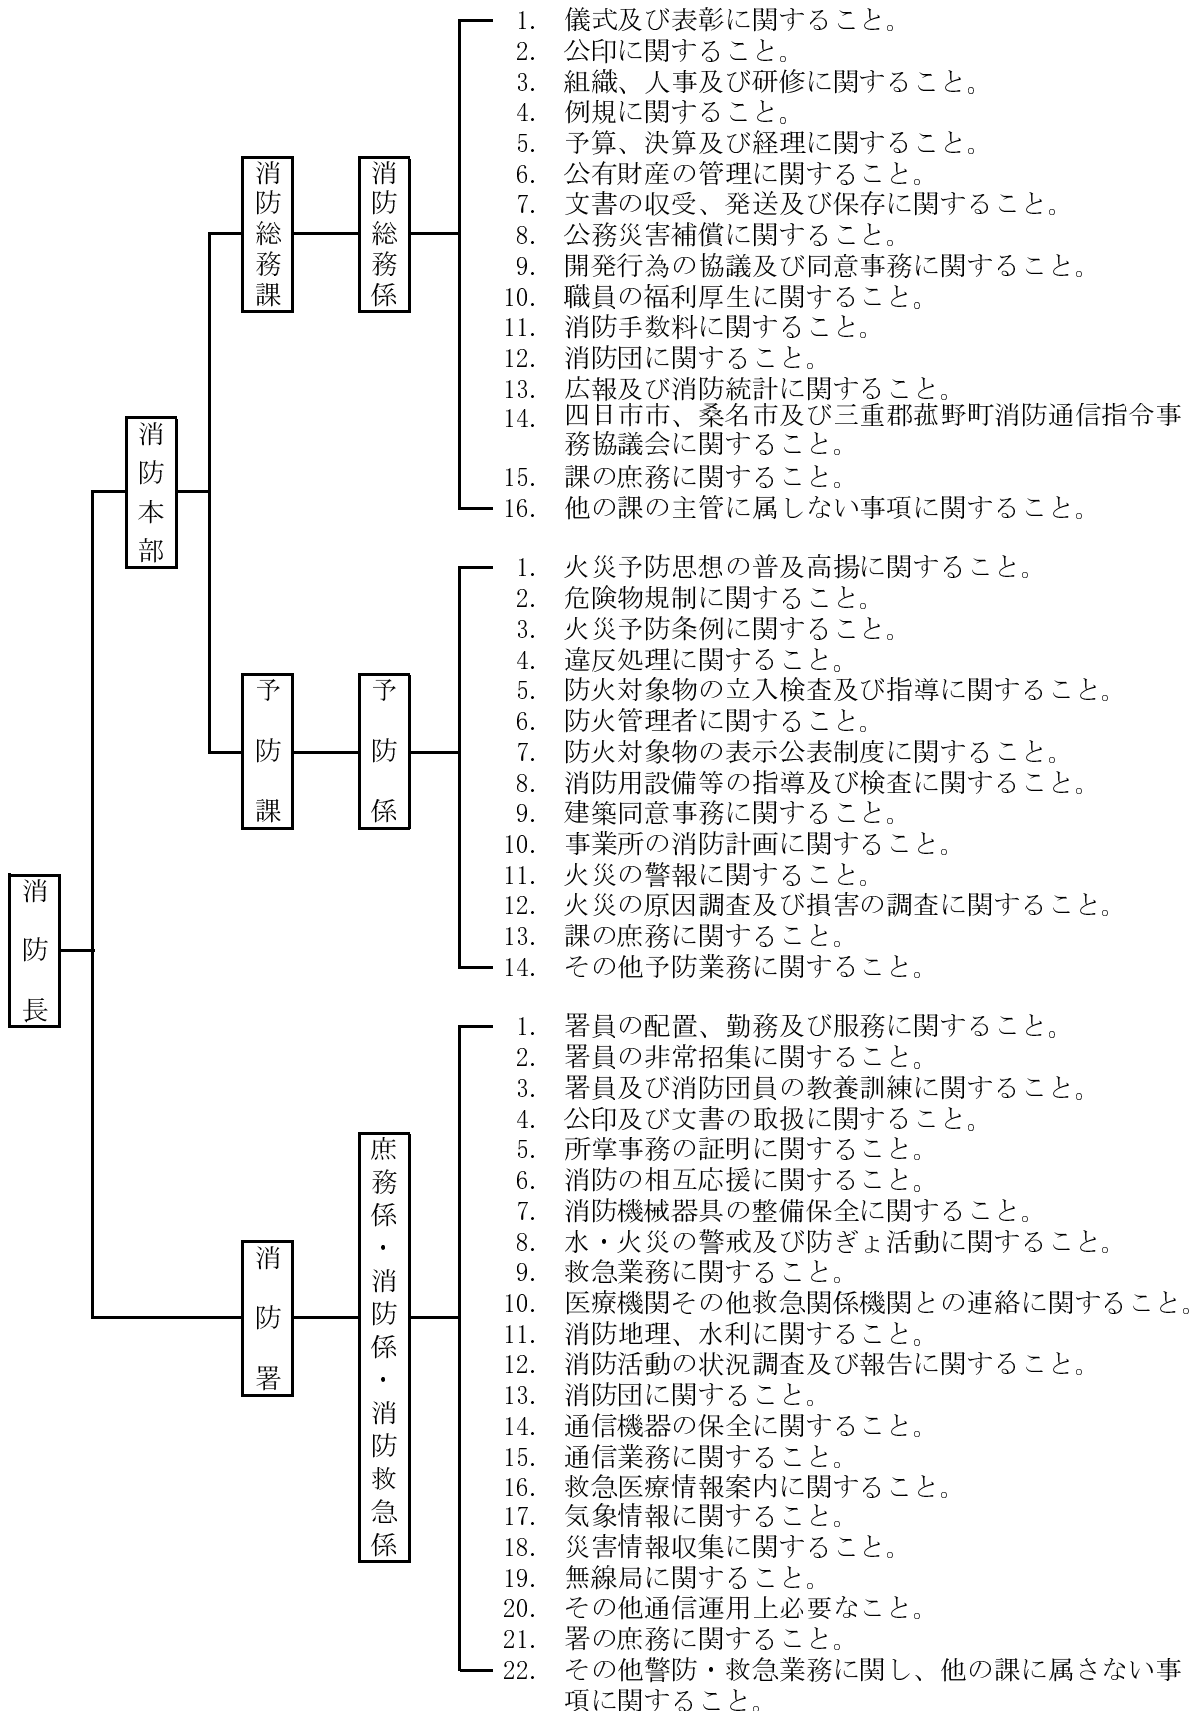 消防長
消防本部
消防総務課
消防総務係
1. 儀式及び表彰に関すること。
2. 公印に関すること。
3. 組織、人事及び研修に関すること。
4. 例規に関すること。
5. 予算、決算及び経理に関すること。
6. 公有財産の管理に関すること。
7. 文書の収受、発送及び保存に関すること。
8. 公務災害補償に関すること。
9. 開発行為の協議及び同意事務に関すること。
10. 職員の福利厚生に関すること。
11. 消防手数料に関すること。
12. 消防団に関すること。
13. 広報及び消防統計に関すること。
14. 四日市市、桑名市及び三重郡菰野町消防通信指令事
務協議会に関すること。
15. 課の庶務に関すること。
16. 他の課の主管に属しない事項に関すること。
予防課
予防係
1. 火災予防思想の普及高揚に関すること。
2. 危険物規制に関すること。
3. 火災予防条例に関すること。
4. 違反処理に関すること。
5. 防火対象物の立入検査及び指導に関すること。
6. 防火管理者に関すること。
7. 防火対象物の表示公表制度に関すること。
8. 消防用設備等の指導及び検査に関すること。
9. 建築同意事務に関すること。
10. 事業所の消防計画に関すること。
11. 火災の警報に関すること。
12. 火災の原因調査及び損害の調査に関すること。
13. 課の庶務に関すること。
14. その他予防業務に関すること。
消防署
庶務係・消防係・消防救急係
1. 署員の配置、勤務及び服務に関すること。
2. 署員の非常招集に関すること。
3. 署員及び消防団員の教養訓練に関すること。
4. 公印及び文書の取扱に関すること。
5. 所掌事務の証明に関すること。
6. 消防の相互応援に関すること。
7. 消防機械器具の整備保全に関すること。
8. 水・火災の警戒及び防ぎょ活動に関すること。
9. 救急業務に関すること。
10. 医療機関その他救急関係機関との連絡に関すること。
11. 消防地理、水利に関すること。
12. 消防活動の状況調査及び報告に関すること。
13. 消防団に関すること。
14. 通信機器の保全に関すること。
15. 通信業務に関すること。
16. 救急医療情報案内に関すること。
17. 気象情報に関すること。
18. 災害情報収集に関すること。
19. 無線局に関すること。
20. その他通信運用上必要なこと。
21. 署の庶務に関すること。
22. その他警防・救急業務に関し、他の課に属さない事
項に関すること。